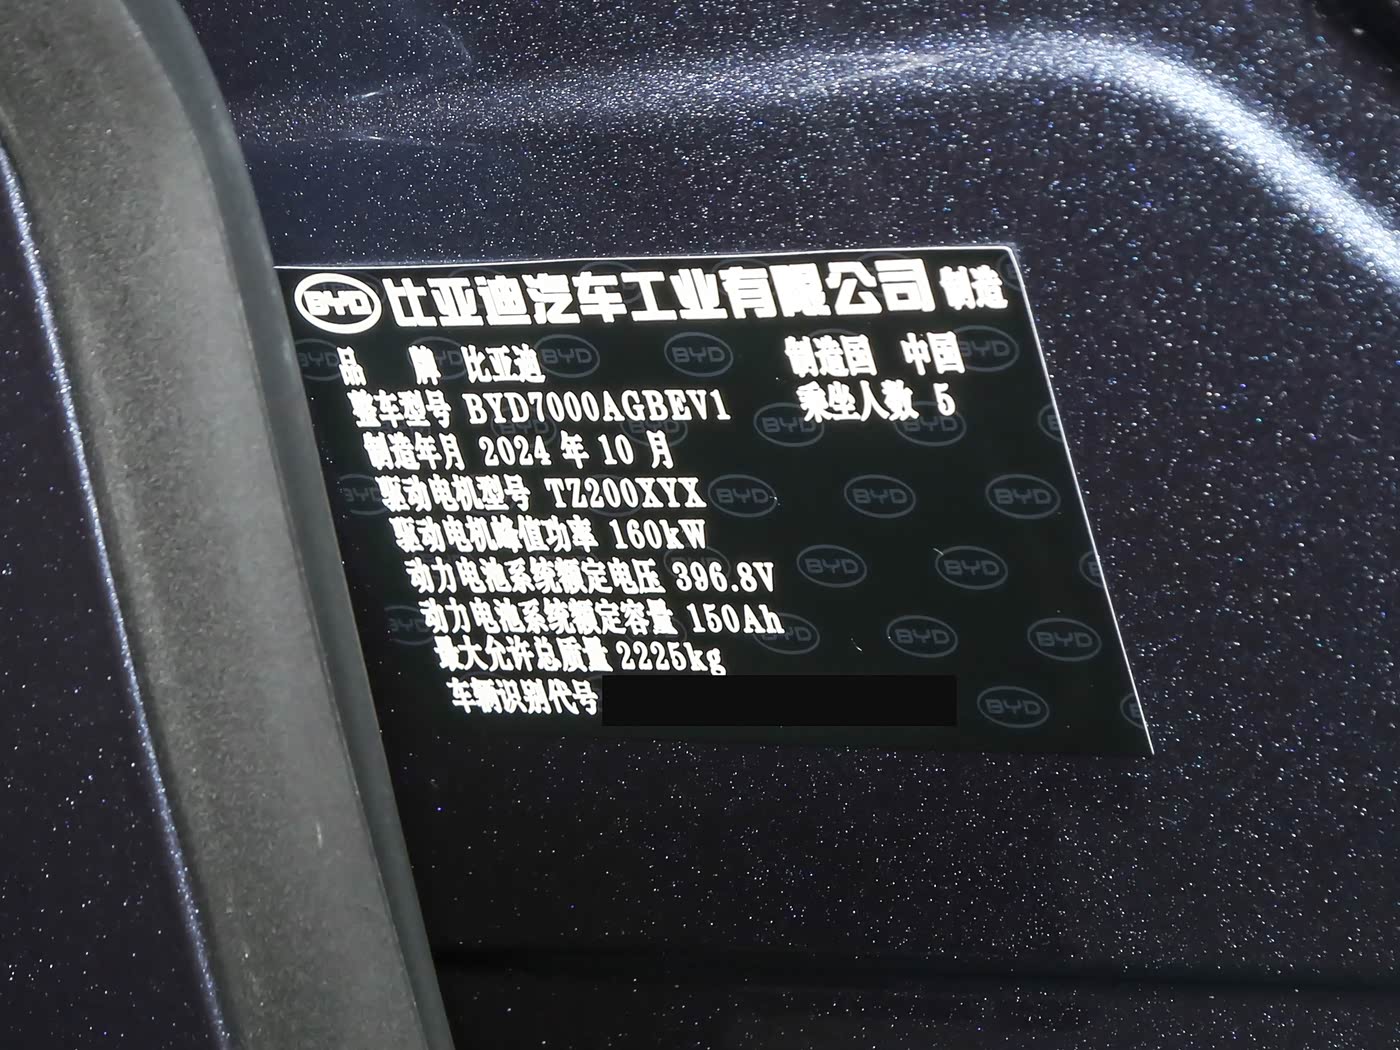 BYD 比亚迪汽车工业有限公司 制造
品 牌 比亚迪 制造国 中国
整车型号 BYD7000AGBEV1 乘坐人数 5
制造年月 2024 年 10 月
驱动电机型号 TZ200XYX
驱动电机峰值功率 160kW
动力电池系统额定电压 396.8V
动力电池系统额定容量 150Ah
最大允许总质量 2225kg
车辆识别代号